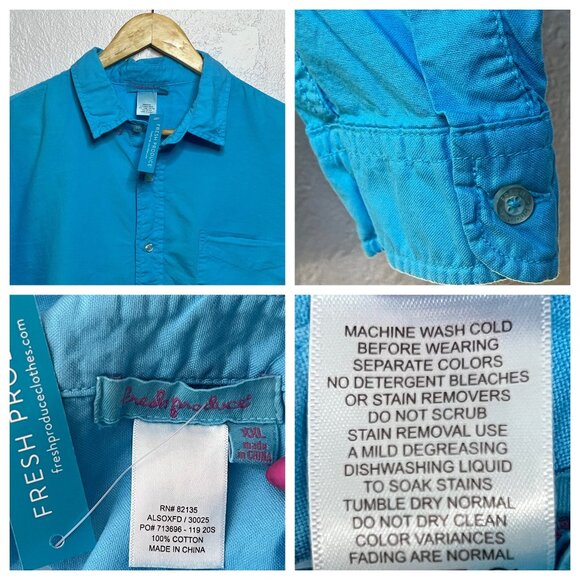 FRESH PRODUCE
FRESH PROD
freshproduceclothes.com
fresh produce
XXL
made in
CHINA
RN# 82135
ALSOXFD / 30025
PO# 713696 - 119 20S
100% COTTON
MADE IN CHINA
MACHINE WASH COLD
BEFORE WEARING
SEPARATE COLORS
NO DETERGENT BLEACHES
OR STAIN REMOVERS
DO NOT SCRUB
STAIN REMOVAL USE
A MILD DEGREASING
DISHWASHING LIQUID
TO SOAK STAINS
TUMBLE DRY NORMAL
DO NOT DRY CLEAN
COLOR VARIANCES
FADING ARE NORMAL